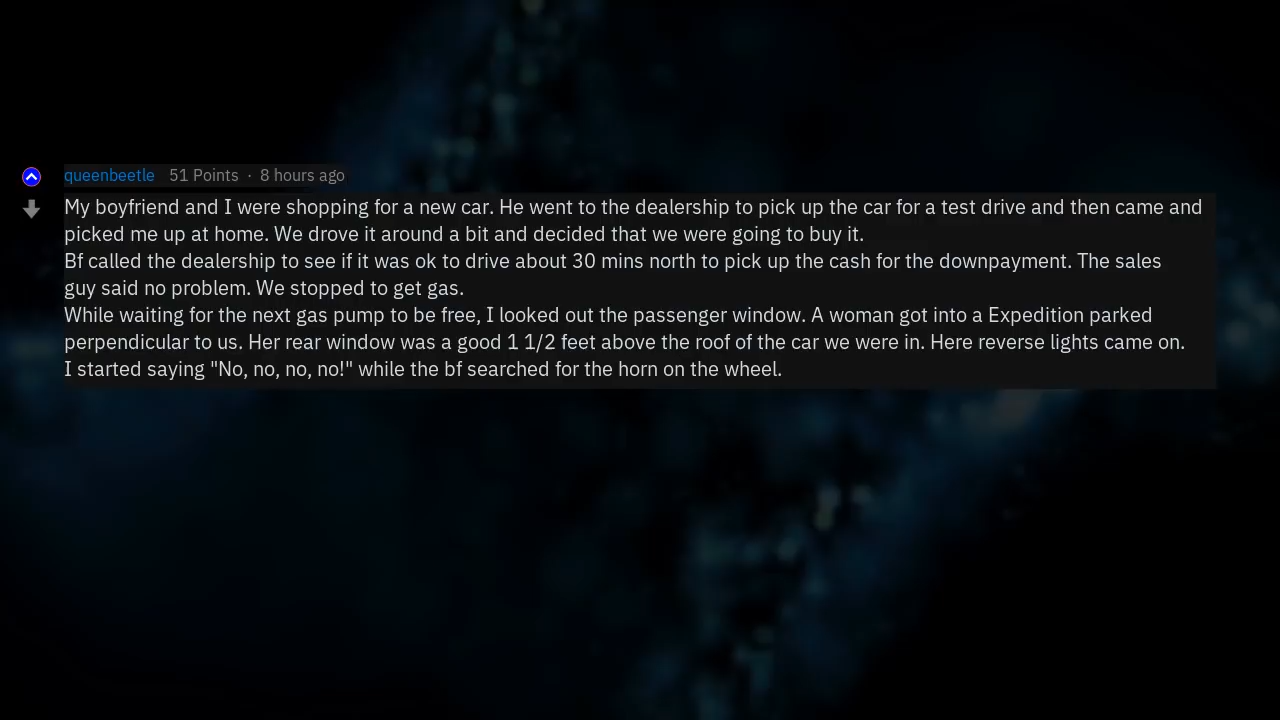 queenbeetle 51 Points · 8 hours ago
My boyfriend and I were shopping for a new car. He went to the dealership to pick up the car for a test drive and then came and
picked me up at home. We drove it around a bit and decided that we were going to buy it.
Bf called the dealership to see if it was ok to drive about 30 mins north to pick up the cash for the downpayment. The sales
guy said no problem. We stopped to get gas.
While waiting for the next gas pump to be free, I looked out the passenger window. A woman got into a Expedition parked
perpendicular to us. Her rear window was a good 1 1/2 feet above the roof of the car we were in. Here reverse lights came on.
I started saying "No, no, no, no!" while the bf searched for the horn on the wheel.